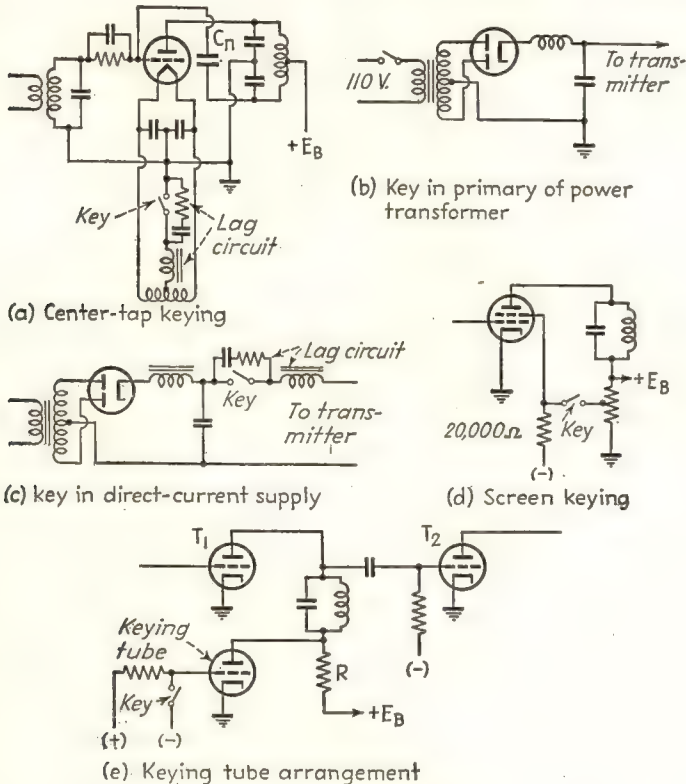 Cn
+EB
Key
Lag
circuit
(a) Center-tap keying
110 V.
To trans-
mitter
(b) Key in primary of power
transformer
Lag circuit
Key
To trans-
mitter
(c) key in direct-current supply
+EB
20,000Ω
Key
(-)
(d) Screen keying
T1
T2
Keying
tube
R
(-)
Key
(+)
(-)
+EB
(e) Keying tube arrangement